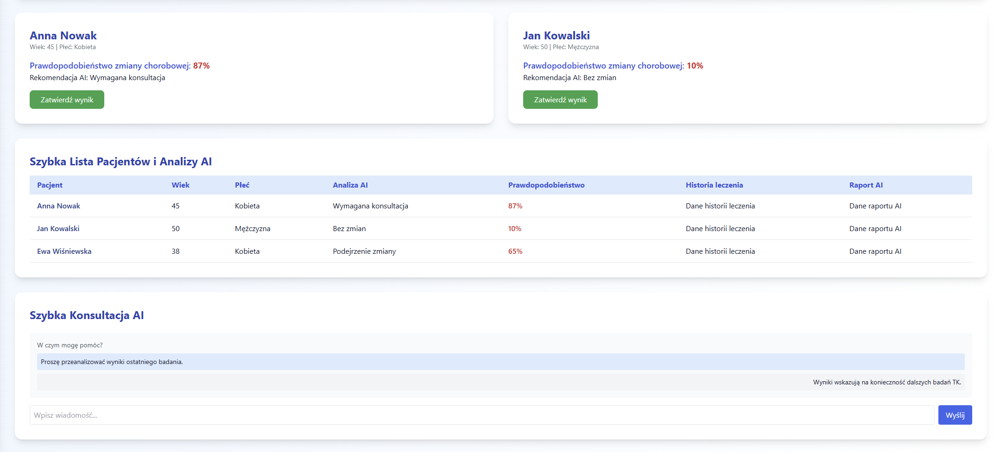 Anna Nowak
Wiek: 45 | Płeć: Kobieta
Prawdopodobieństwo zmiany chorobowej: 87%
Rekomendacja AI: Wymagana konsultacja
Zatwierdź wynik
Jan Kowalski
Wiek: 50 | Płeć: Mężczyzna
Prawdopodobieństwo zmiany chorobowej: 10%
Rekomendacja AI: Bez zmian
Zatwierdź wynik
Szybka Lista Pacjentów i Analizy AI
Pacjent Wiek Płeć Analiza AI Prawdopodobieństwo Historia leczenia Raport AI
Anna Nowak 45 Kobieta Wymagana konsultacja 87% Dane historii leczenia Dane raportu AI
Jan Kowalski 50 Mężczyzna Bez zmian 10% Dane historii leczenia Dane raportu AI
Ewa Wiśniewska 38 Kobieta Podejrzenie zmiany 65% Dane historii leczenia Dane raportu AI
Szybka Konsultacja AI
W czym mogę pomóc?
Proszę przeanalizować wyniki ostatniego badania.
Wyniki wskazują na konieczność dalszych badań TK.
Wpisz wiadomość... Wyślij